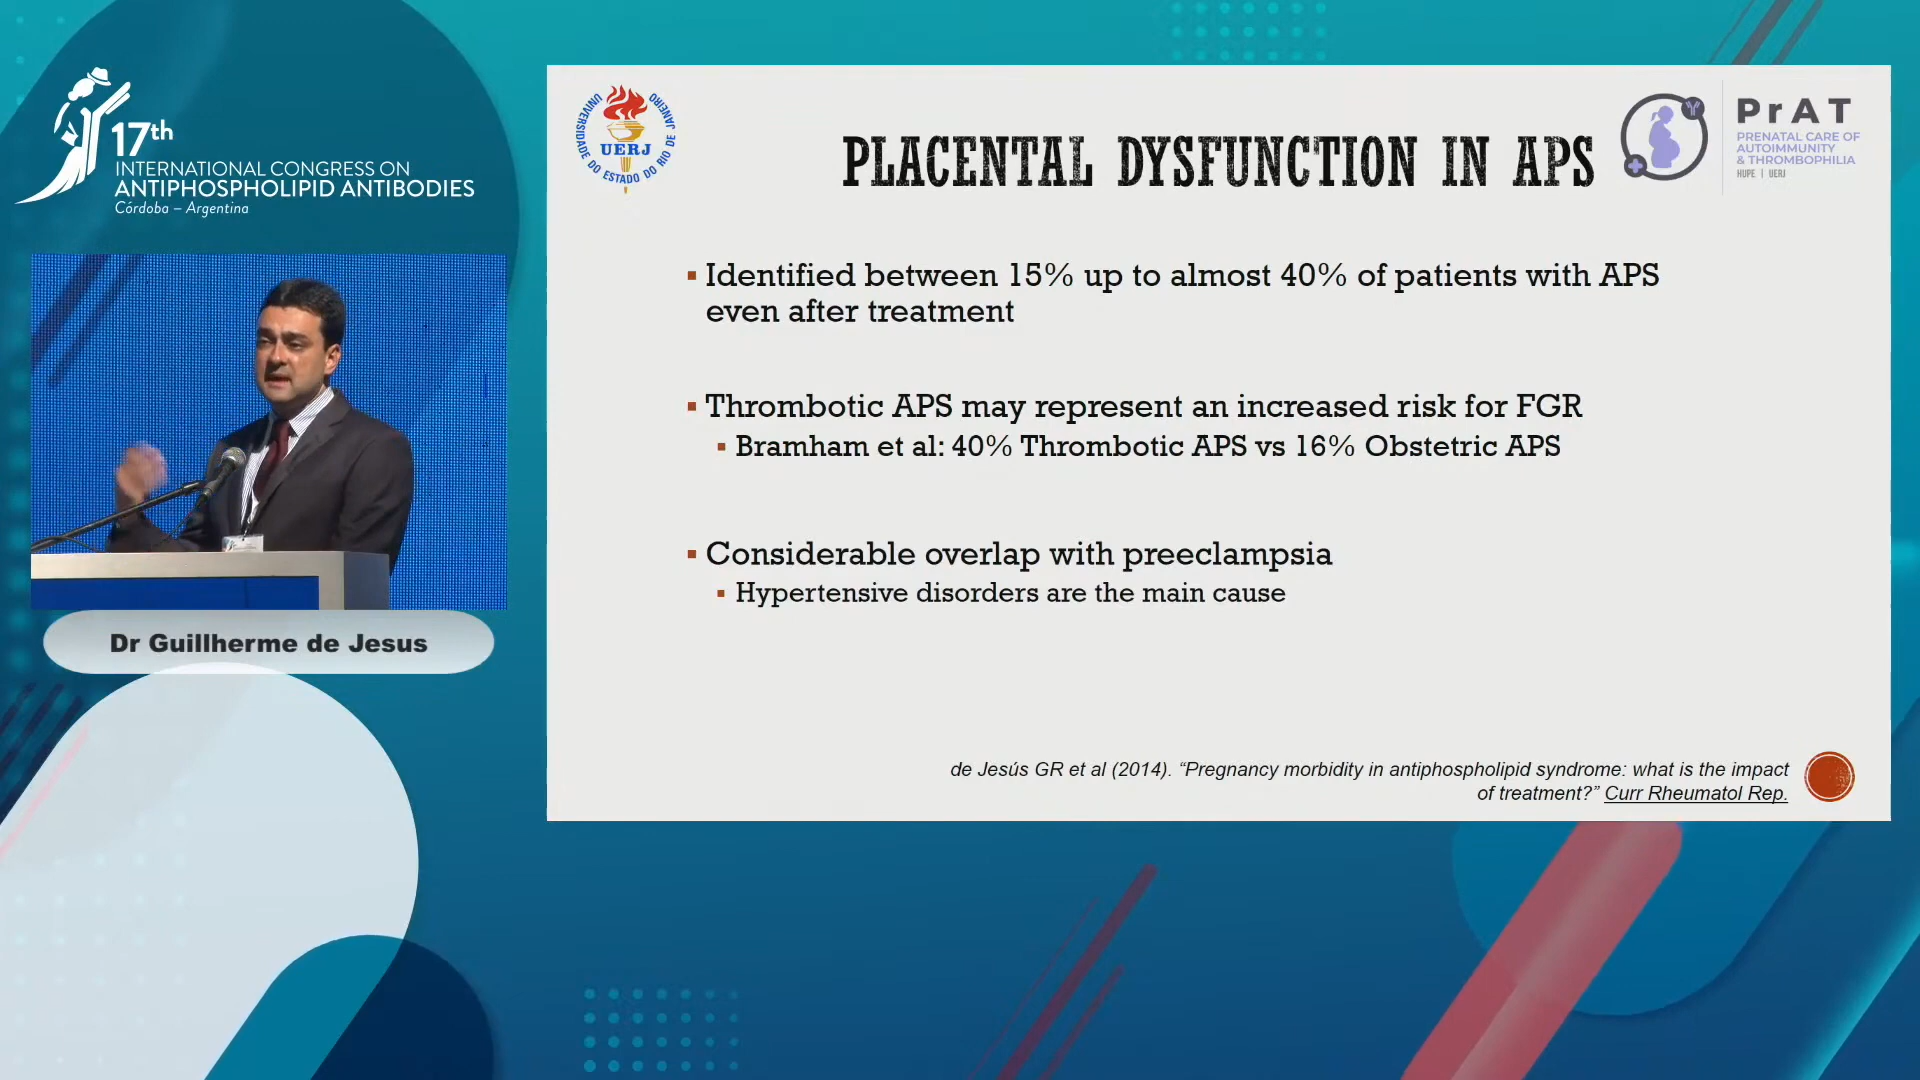 17th
INTERNATIONAL CONGRESS ON
ANTIPHOSPHOLIPID ANTIBODIES
Córdoba – Argentina
Dr Guillherme de Jesus
UNIVERSIDADE DO ESTADO DO RIO DE JANEIRO
UERJ
PLACENTAL DYSFUNCTION IN APS
PrAT
PRENATAL CARE OF
AUTOIMMUNITY
& THROMBOPHILIA
HUPE | UERJ
▪ Identified between 15% up to almost 40% of patients with APS
even after treatment
▪ Thrombotic APS may represent an increased risk for FGR
▪ Bramham et al: 40% Thrombotic APS vs 16% Obstetric APS
▪ Considerable overlap with preeclampsia
▪ Hypertensive disorders are the main cause
de Jesús GR et al (2014). “Pregnancy morbidity in antiphospholipid syndrome: what is the impact
of treatment?” Curr Rheumatol Rep.